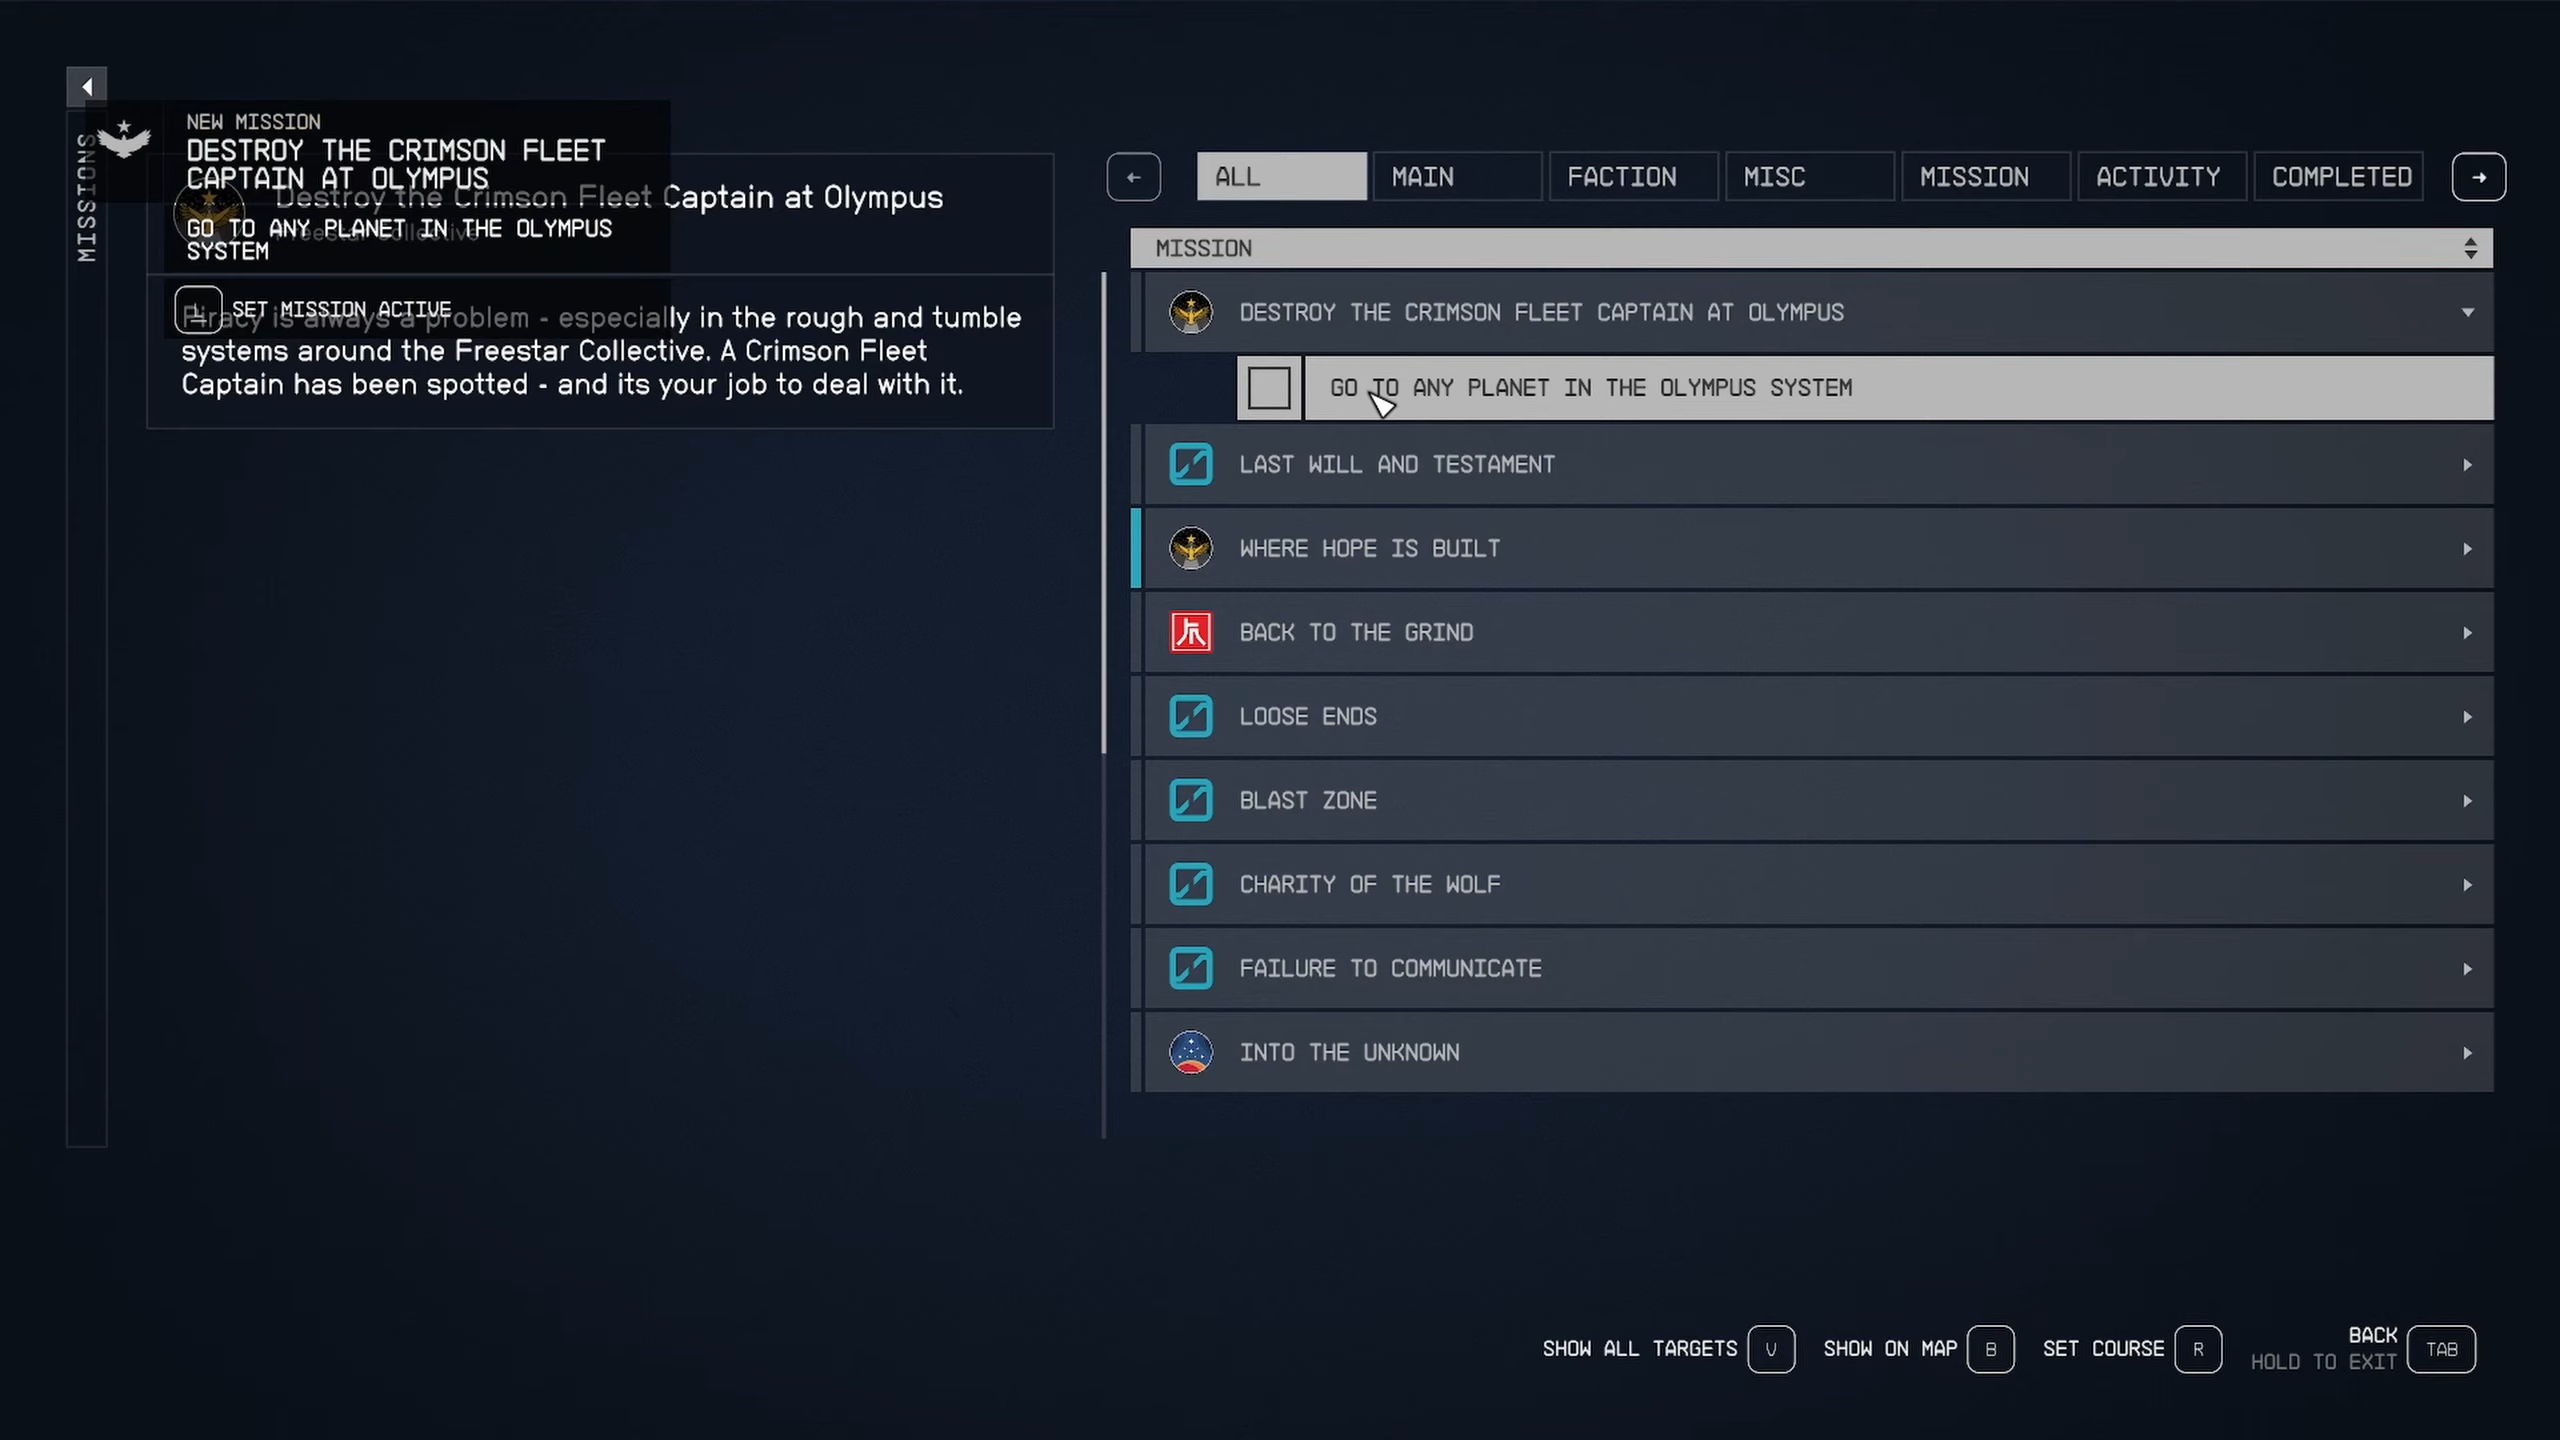 MISSIONS
NEW MISSION
DESTROY THE CRIMSON FLEET
CAPTAIN AT OLYMPUS
Destroy the Crimson Fleet Captain at Olympus
Freestar Collective
GO TO ANY PLANET IN THE OLYMPUS
SYSTEM
L SET MISSION ACTIVE
Piracy is always a problem - especially in the rough and tumble
systems around the Freestar Collective. A Crimson Fleet
Captain has been spotted - and its your job to deal with it.
ALL MAIN FACTION MISC MISSION ACTIVITY COMPLETED
MISSION
DESTROY THE CRIMSON FLEET CAPTAIN AT OLYMPUS
GO TO ANY PLANET IN THE OLYMPUS SYSTEM
LAST WILL AND TESTAMENT
WHERE HOPE IS BUILT
BACK TO THE GRIND
LOOSE ENDS
BLAST ZONE
CHARITY OF THE WOLF
FAILURE TO COMMUNICATE
INTO THE UNKNOWN
SHOW ALL TARGETS V SHOW ON MAP B SET COURSE R BACK TAB
HOLD TO EXIT